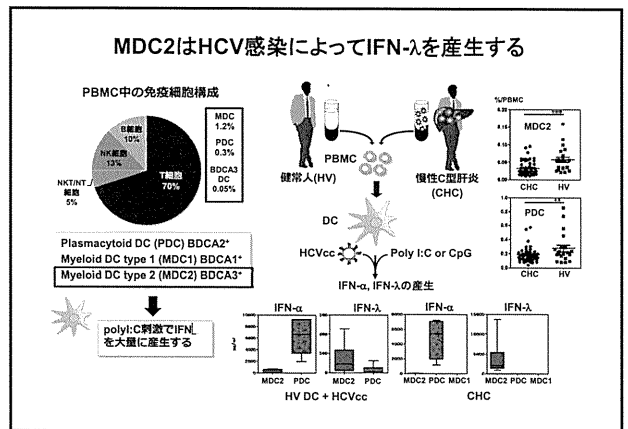 MDC2はHCV感染によってIFN-λを産生する
PBMC中の免疫細胞構成
B細胞
10%
NK細胞
13%
NKT/NT
細胞
5%
T細胞
70%
MDC
1.2%
PDC
0.3%
BDCA3
DC
0.05%
Plasmacytoid DC (PDC) BDCA2⁺
Myeloid DC type 1 (MDC1) BDCA1⁺
Myeloid DC type 2 (MDC2) BDCA3⁺
polyI:C刺激でIFN
を大量に産生する
PBMC
健常人(HV)
慢性C型肝炎
(CHC)
DC
HCVcc
Poly I:C or CpG
IFN-α, IFN-λの産生
%/PBMC
MDC2
CHC HV
PDC
CHC HV
IFN-α
MDC2 PDC
IFN-λ
MDC2 PDC
HV DC + HCVcc
IFN-α
MDC2 PDC MDC1
IFN-λ
MDC2 PDC MDC1
CHC